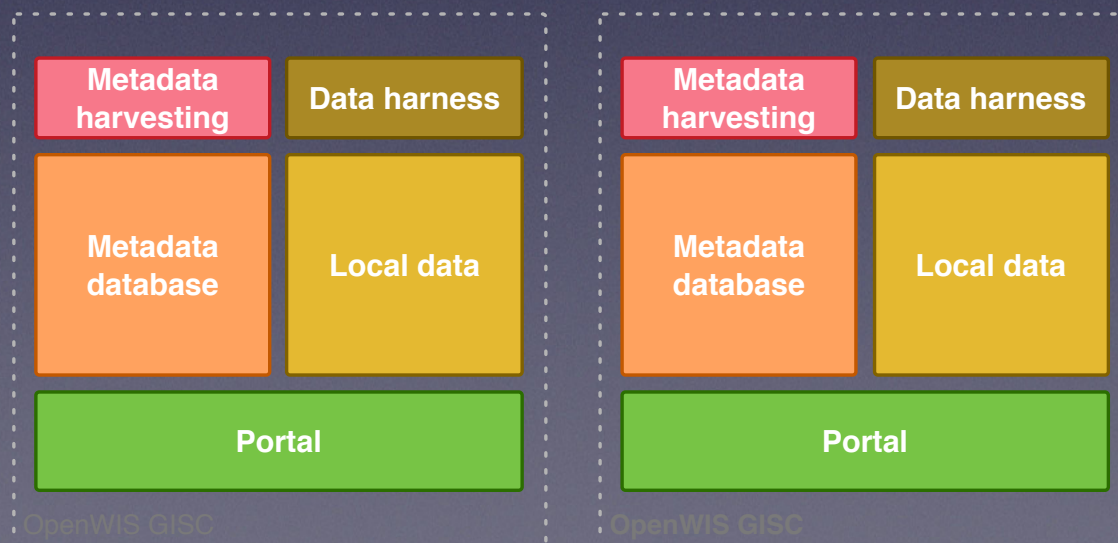 Metadata
harvesting
Data harness
Metadata
database
Local data
Portal
OpenWIS GISC
Metadata
harvesting
Data harness
Metadata
database
Local data
Portal
OpenWIS GISC